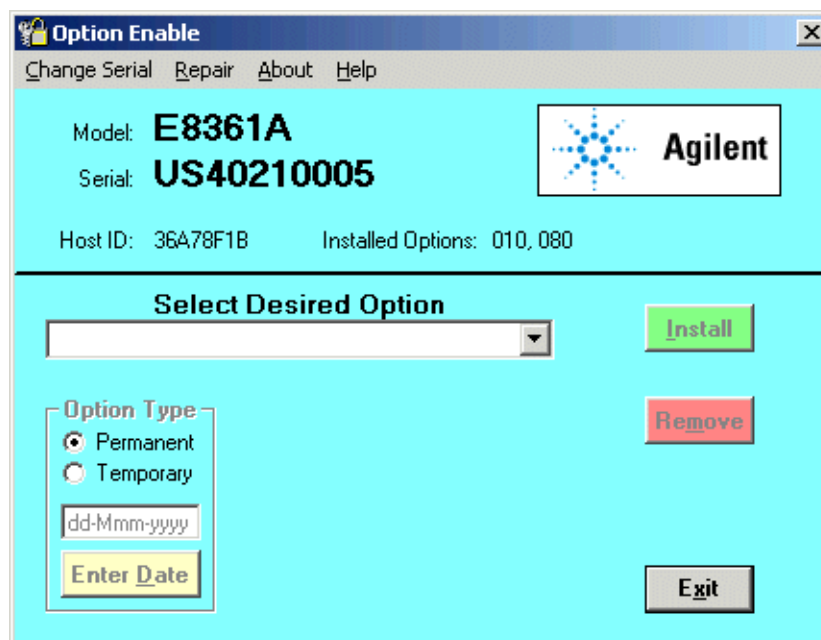 Option Enable
Change Serial Repair About Help
Model: E8361A
Serial: US40210005
Agilent
Host ID: 36A78F1B Installed Options: 010, 080
Select Desired Option
Install
Option Type
Permanent
Temporary
dd-Mmm-yyyy
Enter Date
Remove
Exit